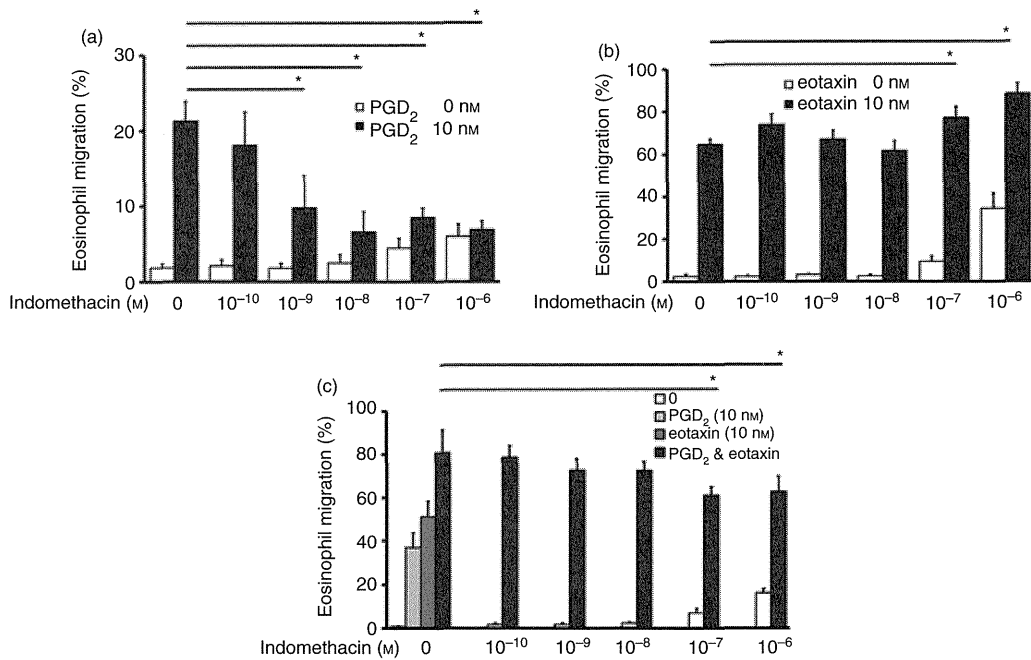 (a)
* * * *
Eosinophil migration (%)
30
20
10
0
PGD₂ 0 nM
PGD₂ 10 nM
Indomethacin (M) 0 10⁻¹⁰ 10⁻⁹ 10⁻⁸ 10⁻⁷ 10⁻⁶
(b)
* *
Eosinophil migration (%)
100
80
60
40
20
0
eotaxin 0 nM
eotaxin 10 nM
Indomethacin (M) 0 10⁻¹⁰ 10⁻⁹ 10⁻⁸ 10⁻⁷ 10⁻⁶
(c)
* *
Eosinophil migration (%)
100
80
60
40
20
0
0
PGD₂ (10 nM)
eotaxin (10 nM)
PGD₂ & eotaxin
Indomethacin (M) 0 10⁻¹⁰ 10⁻⁹ 10⁻⁸ 10⁻⁷ 10⁻⁶